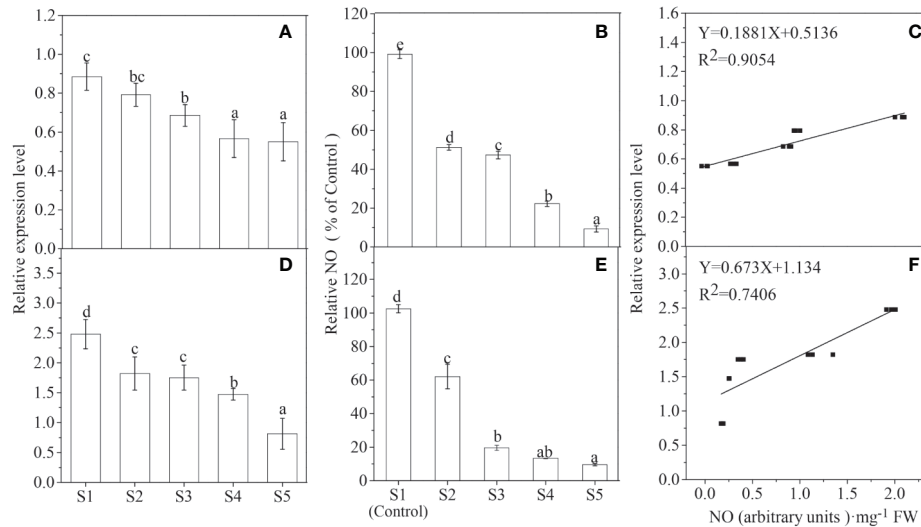 A
Relative expression level
1.2
1.0
0.8
0.6
0.4
0.2
0.0
c
bc
b
a
a
B
Relative NO ( % of Control)
120
100
80
60
40
20
0
e
d
c
b
a
C
Y=0.1881X+0.5136
R²=0.9054
Relative expression level
1.6
1.4
1.2
1.0
0.8
0.6
0.4
0.2
0.0
D
3.5
3.0
2.5
2.0
1.5
1.0
0.5
0.0
d
c
c
b
a
S1
S2
S3
S4
S5
E
120
100
80
60
40
20
0
d
c
b
ab
a
S1
(Control)
S2
S3
S4
S5
F
Y=0.673X+1.134
R²=0.7406
3.0
2.5
2.0
1.5
1.0
0.5
0.0
0.0
0.5
1.0
1.5
2.0
NO (arbitrary units )·mg⁻¹ FW